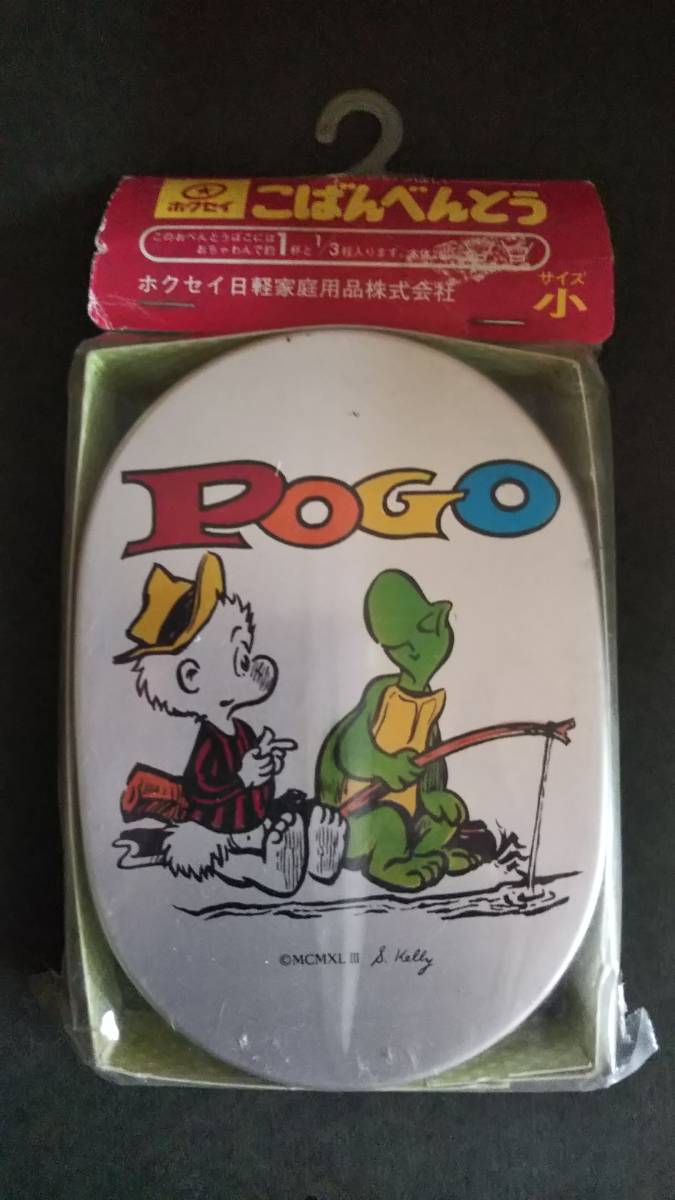 ホクセイ
こばんべんとう
このおべんとうばこには
おちゃわんで約1杯と1/3程入ります。本体
ホクセイ日軽家庭用品株式会社
サイズ
小
POGO
©MCMXLIII S. Kelly